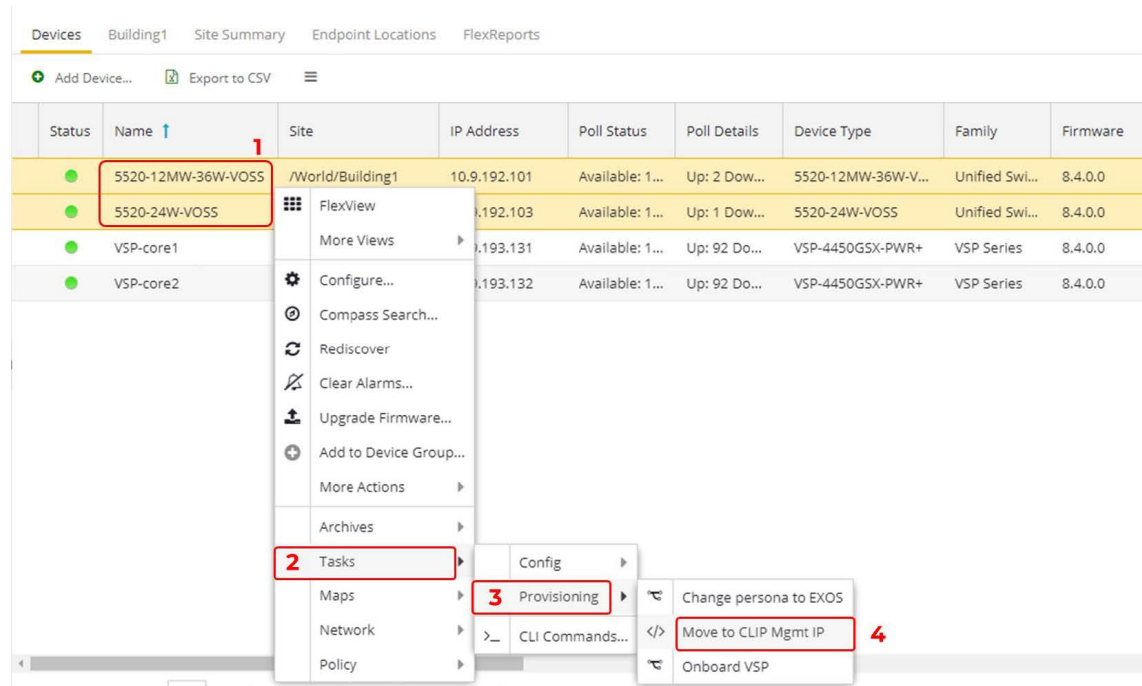 Devices Building1 Site Summary Endpoint Locations FlexReports
Add Device... Export to CSV
Status Name Site IP Address Poll Status Poll Details Device Type Family Firmware
1
5520-12MW-36W-VOSS /World/Building1 10.9.192.101 Available: 1... Up: 2 Dow... 5520-12MW-36W-V... Unified Swi... 8.4.0.0
5520-24W-VOSS .192.103 Available: 1... Up: 1 Dow... 5520-24W-VOSS Unified Swi... 8.4.0.0
VSP-core1 .193.131 Available: 1... Up: 92 Do... VSP-4450GSX-PWR+ VSP Series 8.4.0.0
VSP-core2 .193.132 Available: 1... Up: 92 Do... VSP-4450GSX-PWR+ VSP Series 8.4.0.0
FlexView
More Views
Configure...
Compass Search...
Rediscover
Clear Alarms...
Upgrade Firmware...
Add to Device Group...
More Actions
Archives
2 Tasks
Maps
Network
Policy
Config
3 Provisioning
CLI Commands...
Change persona to EXOS
Move to CLIP Mgmt IP 4
Onboard VSP